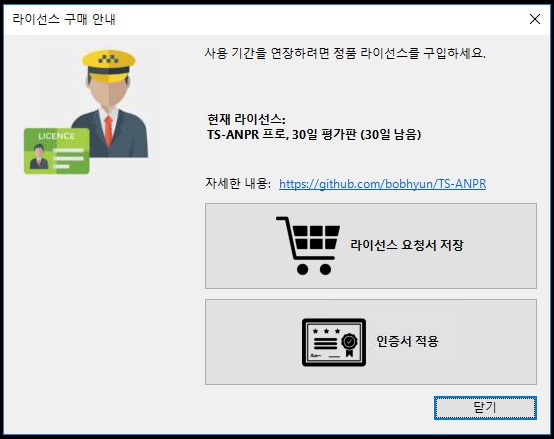 라이선스 구매 안내
사용 기간을 연장하려면 정품 라이선스를 구입하세요.
LICENCE
현재 라이선스:
TS-ANPR 프로, 30일 평가판 (30일 남음)
자세한 내용: https://github.com/bobhyun/TS-ANPR
라이선스 요청서 저장
인증서 적용
닫기